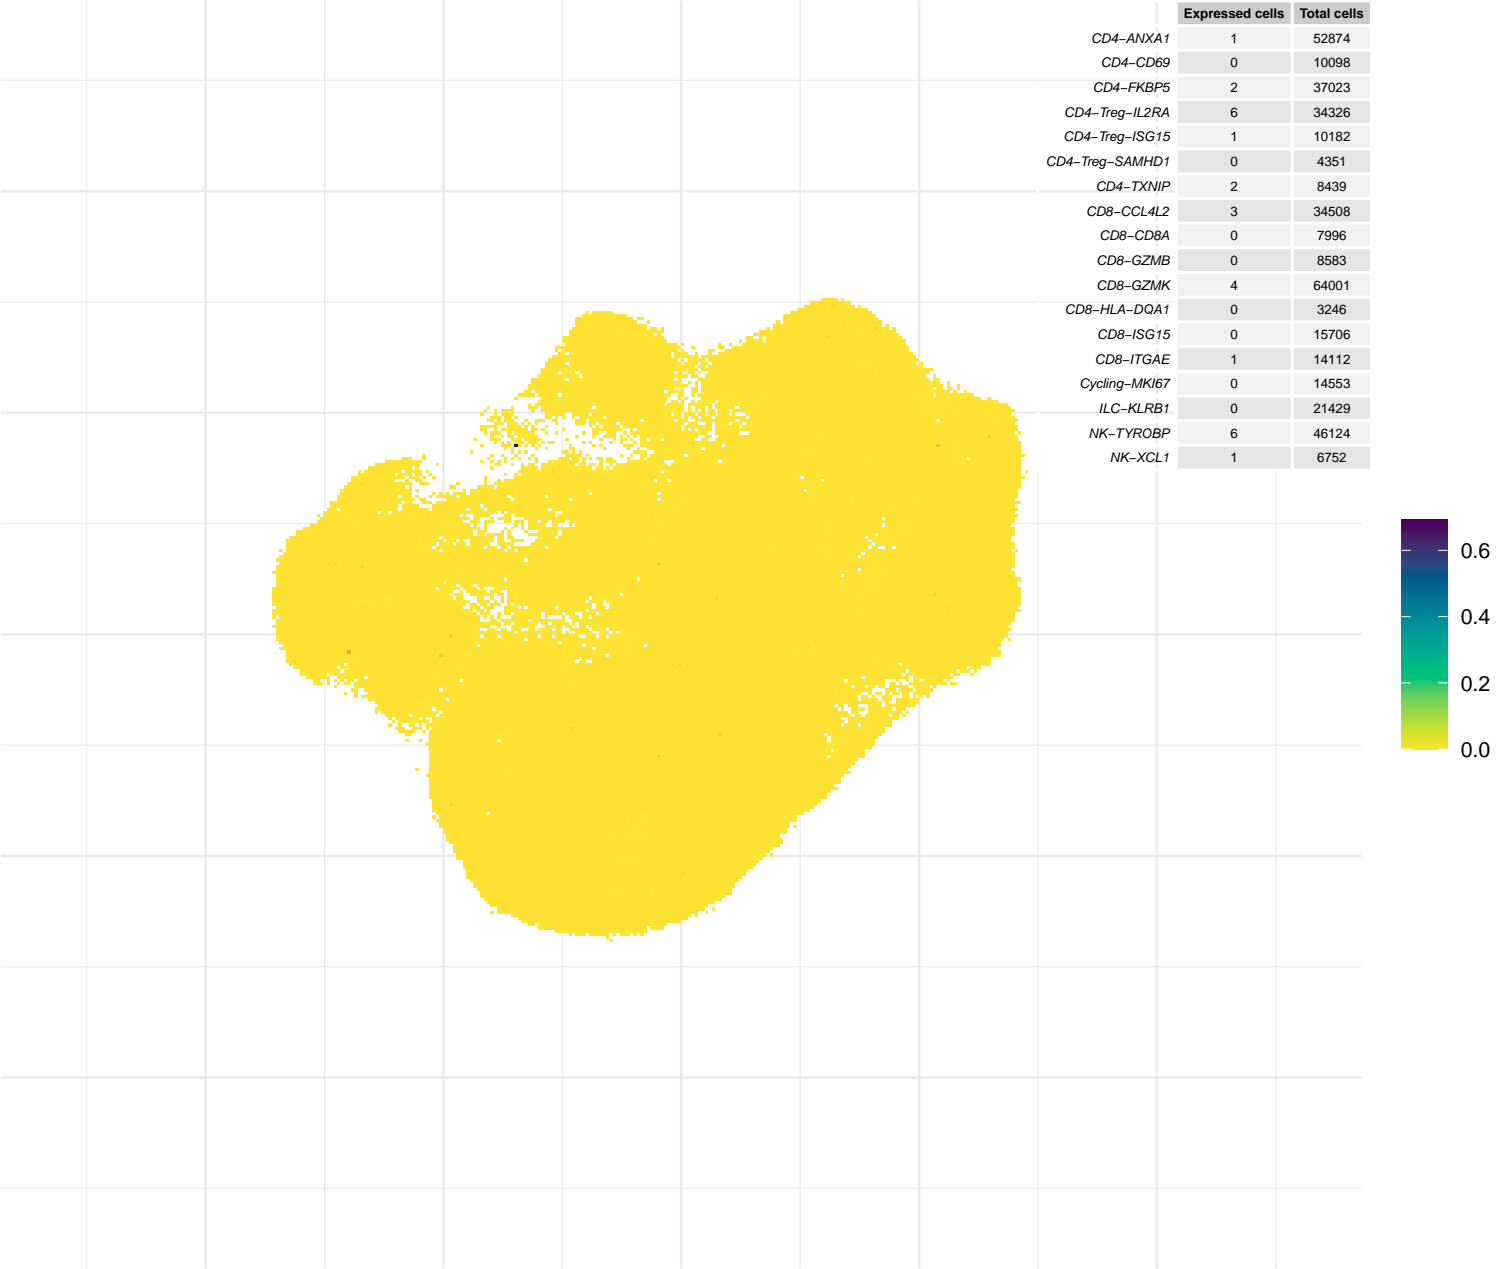 Expressed cells Total cells
CD4−ANXA1 1 52874
CD4−CD69 0 10098
CD4−FKBP5 2 37023
CD4−Treg−IL2RA 6 34326
CD4−Treg−ISG15 1 10182
CD4−Treg−SAMHD1 0 4351
CD4−TXNIP 2 8439
CD8−CCL4L2 3 34508
CD8−CD8A 0 7996
CD8−GZMB 0 8583
CD8−GZMK 4 64001
CD8−HLA−DQA1 0 3246
CD8−ISG15 0 15706
CD8−ITGAE 1 14112
Cycling−MKI67 0 14553
ILC−KLRB1 0 21429
NK−TYROBP 6 46124
NK−XCL1 1 6752
0.6
0.4
0.2
0.0